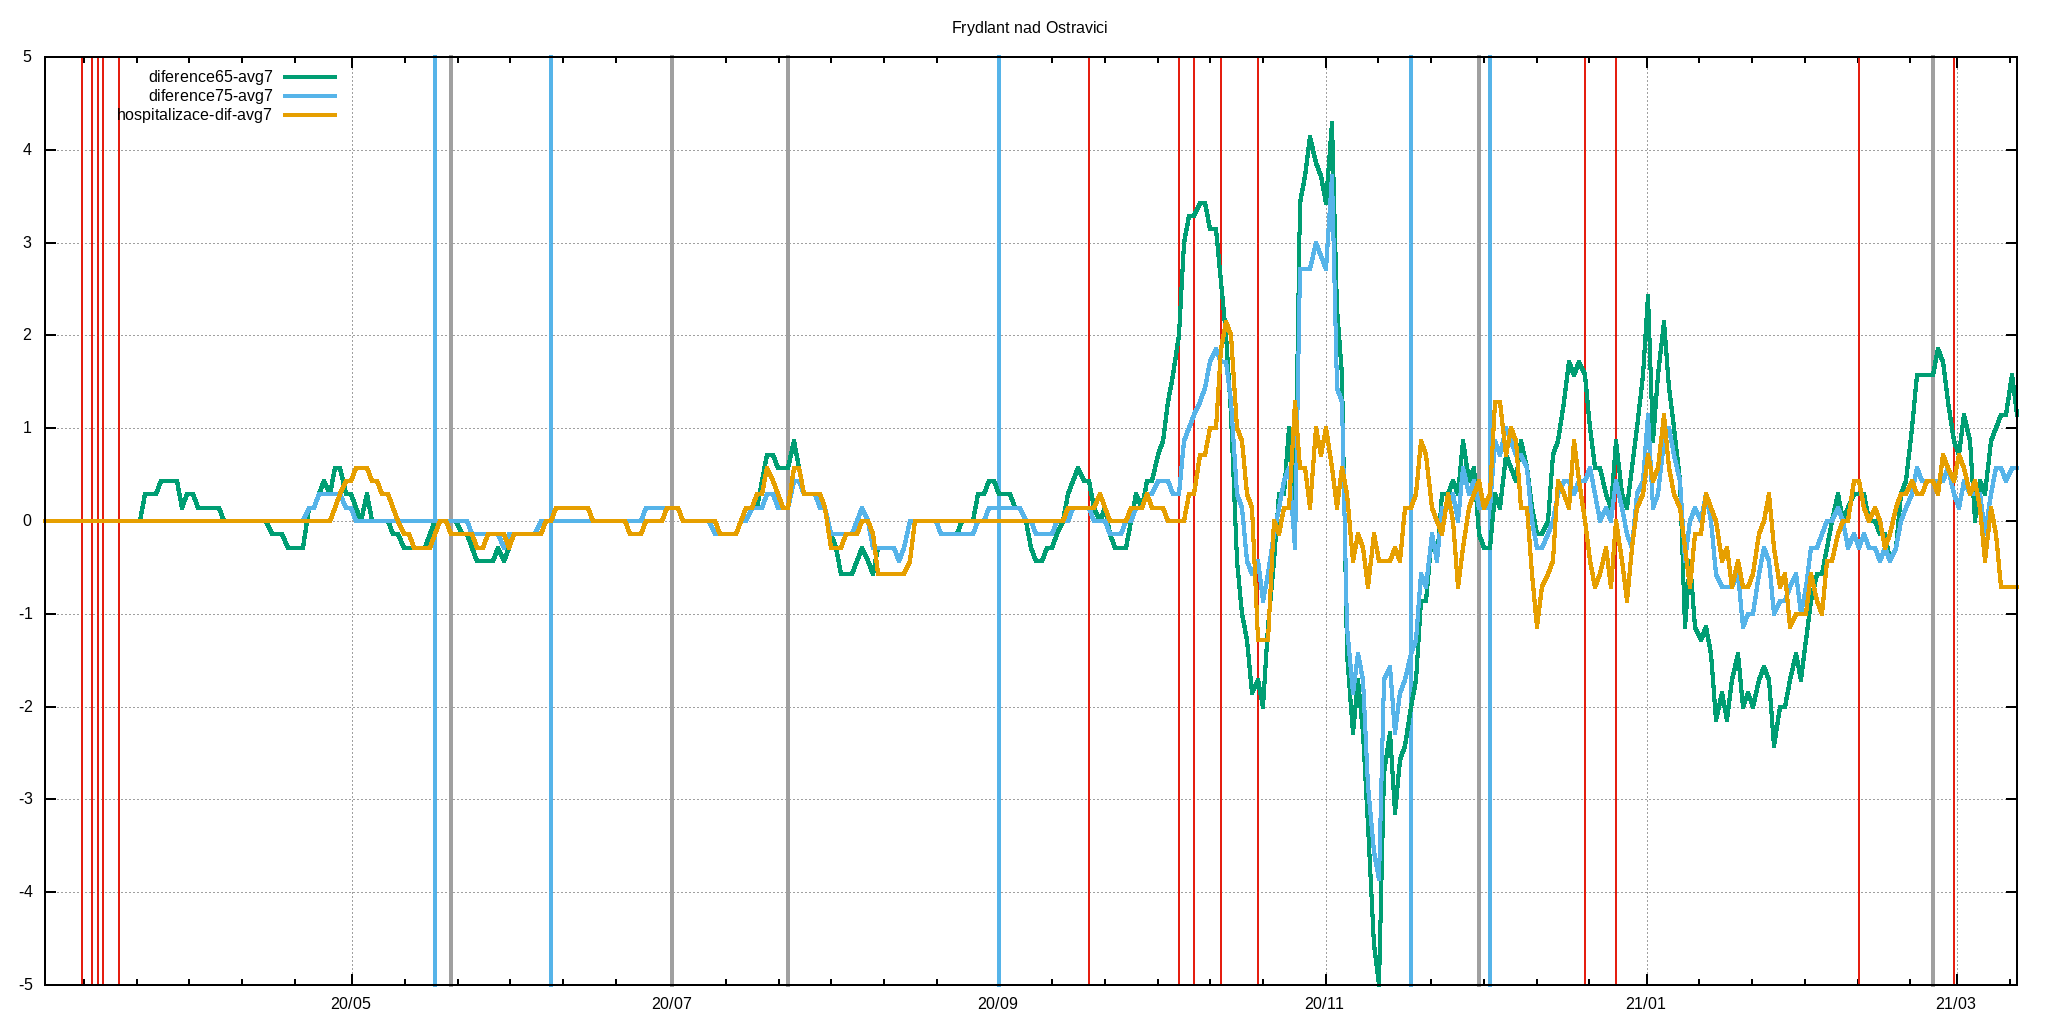 Frydlant nad Ostravici
diference65-avg7
diference75-avg7
hospitalizace-dif-avg7
5
4
3
2
1
0
-1
-2
-3
-4
-5
20/05 20/07 20/09 20/11 21/01 21/03